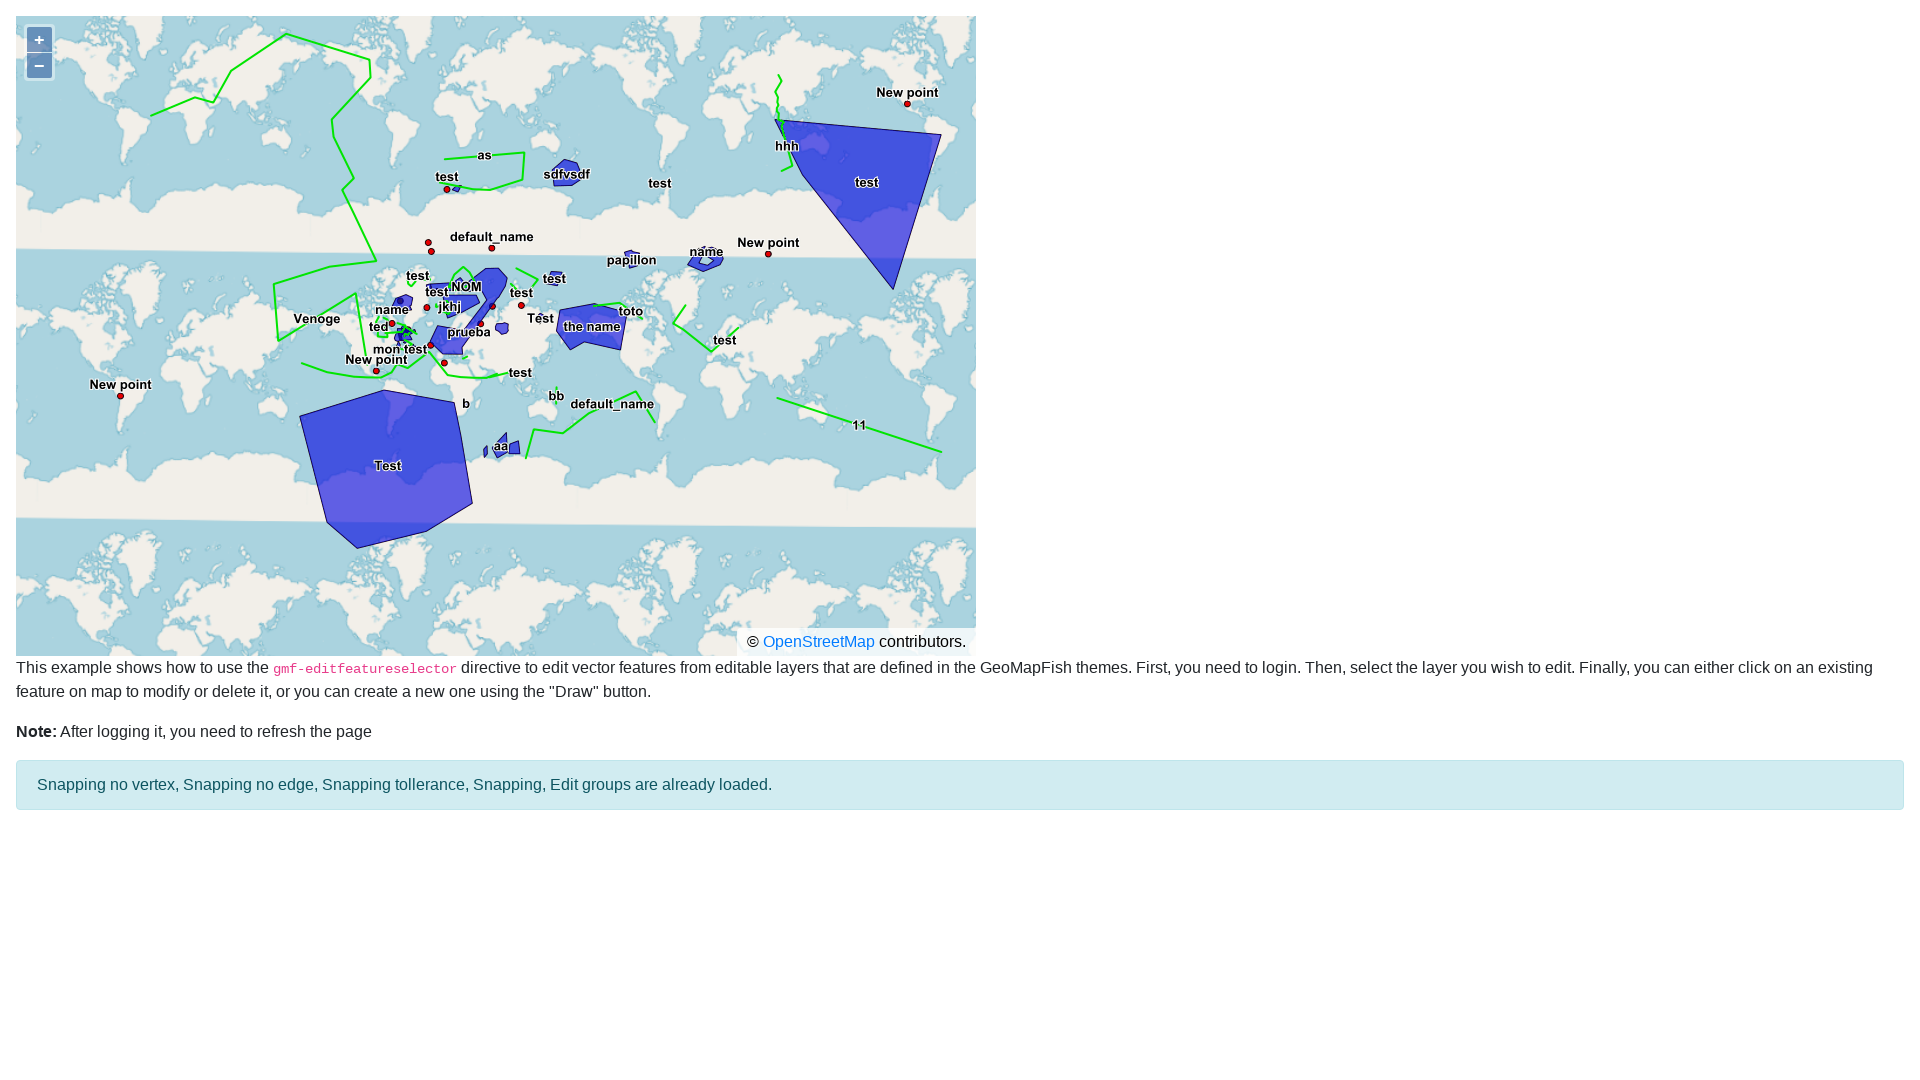 +
−
New point
hhh
as
sdfvsdf
test
test
test
default_name
New point
name
papillon
test
test
NOM
test
test
jkhj
name
toto
Venoge
Test
ted
the name
prueba
test
mon test
New point
test
New point
b
bb
default_name
11
aa
Test
© OpenStreetMap contributors.
This example shows how to use the gmf-editfeatureselector directive to edit vector features from editable layers that are defined in the GeoMapFish themes. First, you need to login. Then, select the layer you wish to edit. Finally, you can either click on an existing
feature on map to modify or delete it, or you can create a new one using the "Draw" button.
Note: After logging it, you need to refresh the page
Snapping no vertex, Snapping no edge, Snapping tollerance, Snapping, Edit groups are already loaded.